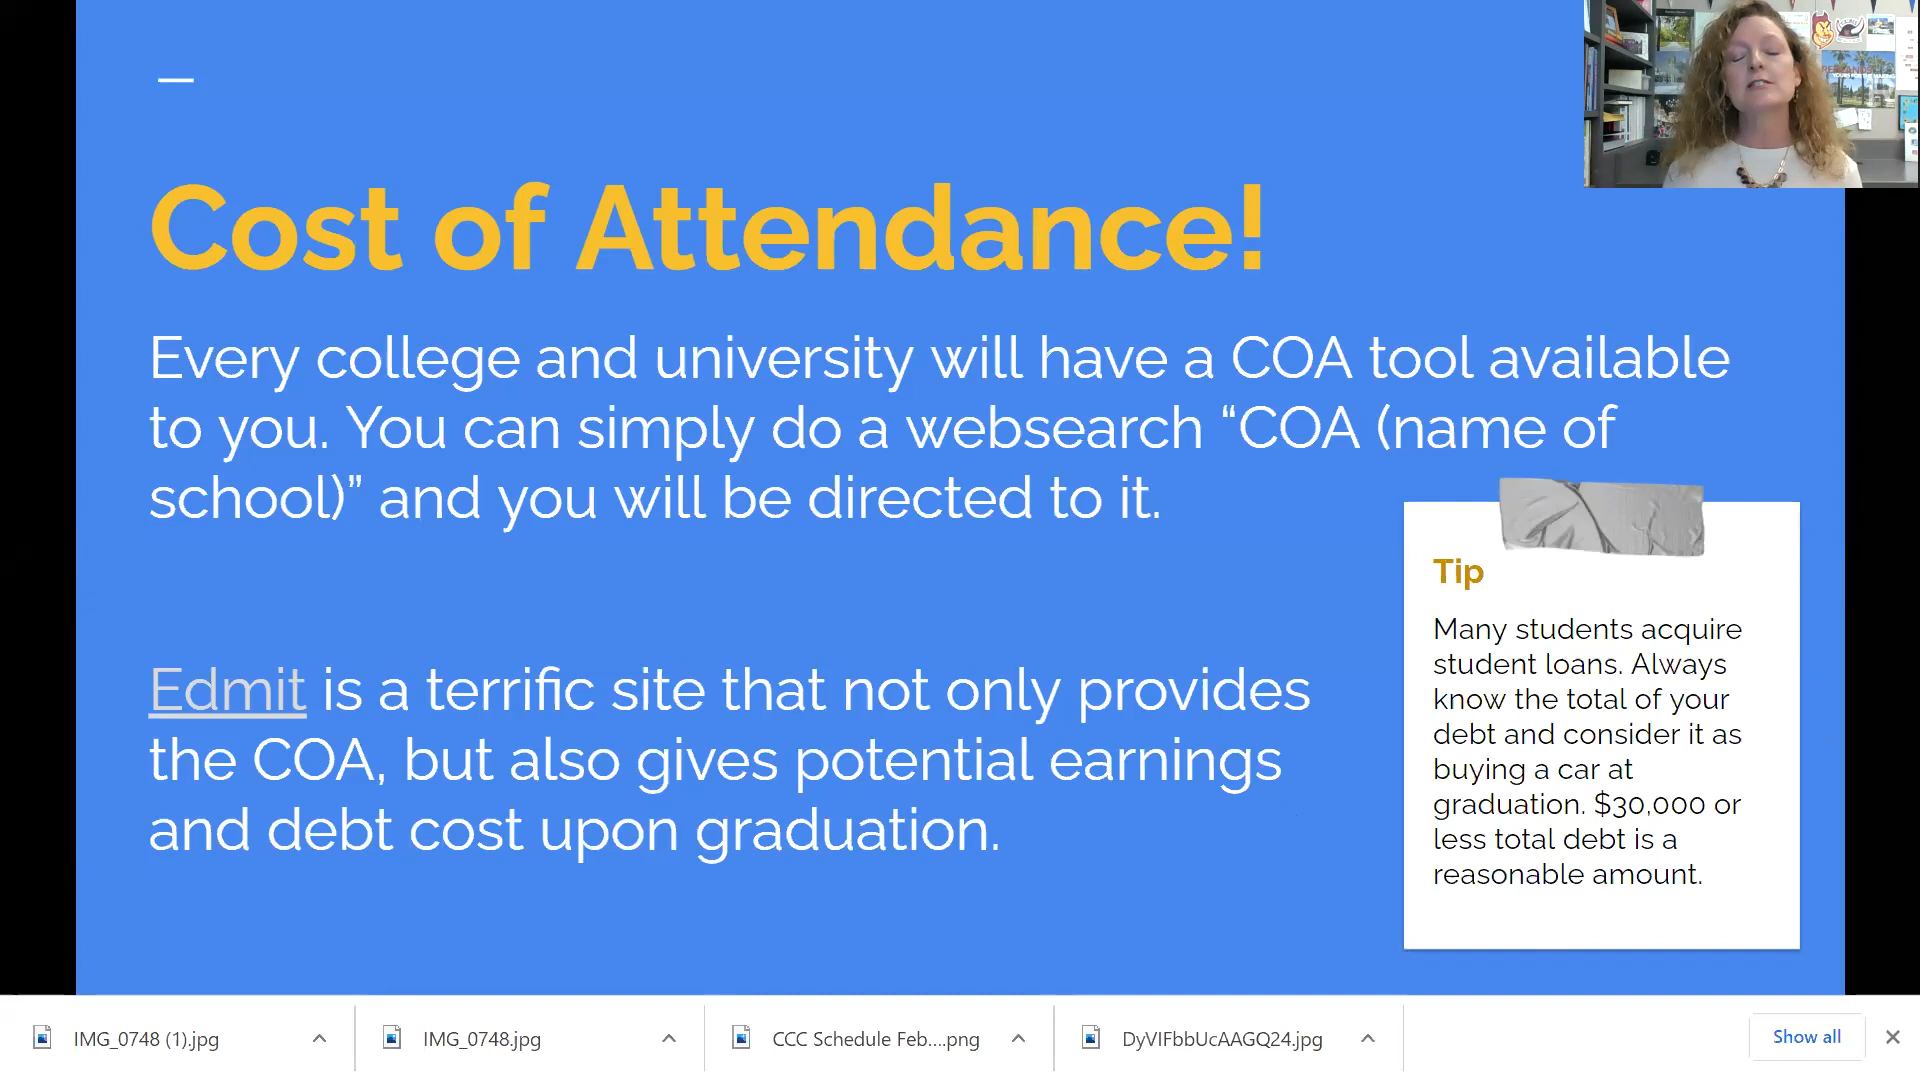 Cost of Attendance!
Every college and university will have a COA tool available
to you. You can simply do a websearch “COA (name of
school)” and you will be directed to it.
Edmit is a terrific site that not only provides
the COA, but also gives potential earnings
and debt cost upon graduation.
Tip
Many students acquire
student loans. Always
know the total of your
debt and consider it as
buying a car at
graduation. $30,000 or
less total debt is a
reasonable amount.
IMG_0748 (1).jpg
IMG_0748.jpg
CCC Schedule Feb....png
DyVIFbbUcAAGQ24.jpg
Show all